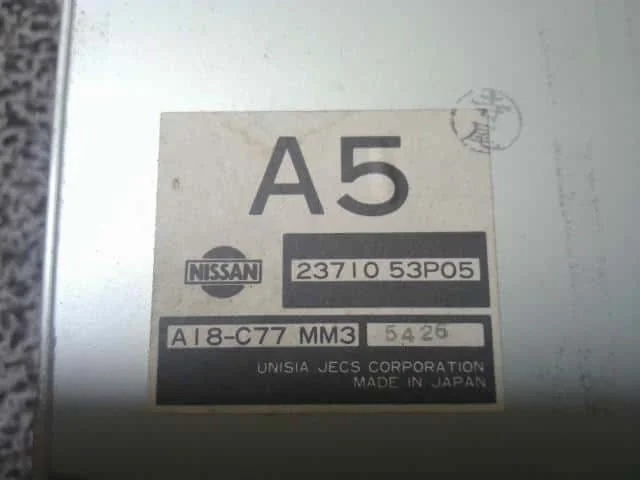 A5
NISSAN
23710 53P05
A18-C77 MM3
5426
UNISIA JECS CORPORATION
MADE IN JAPAN